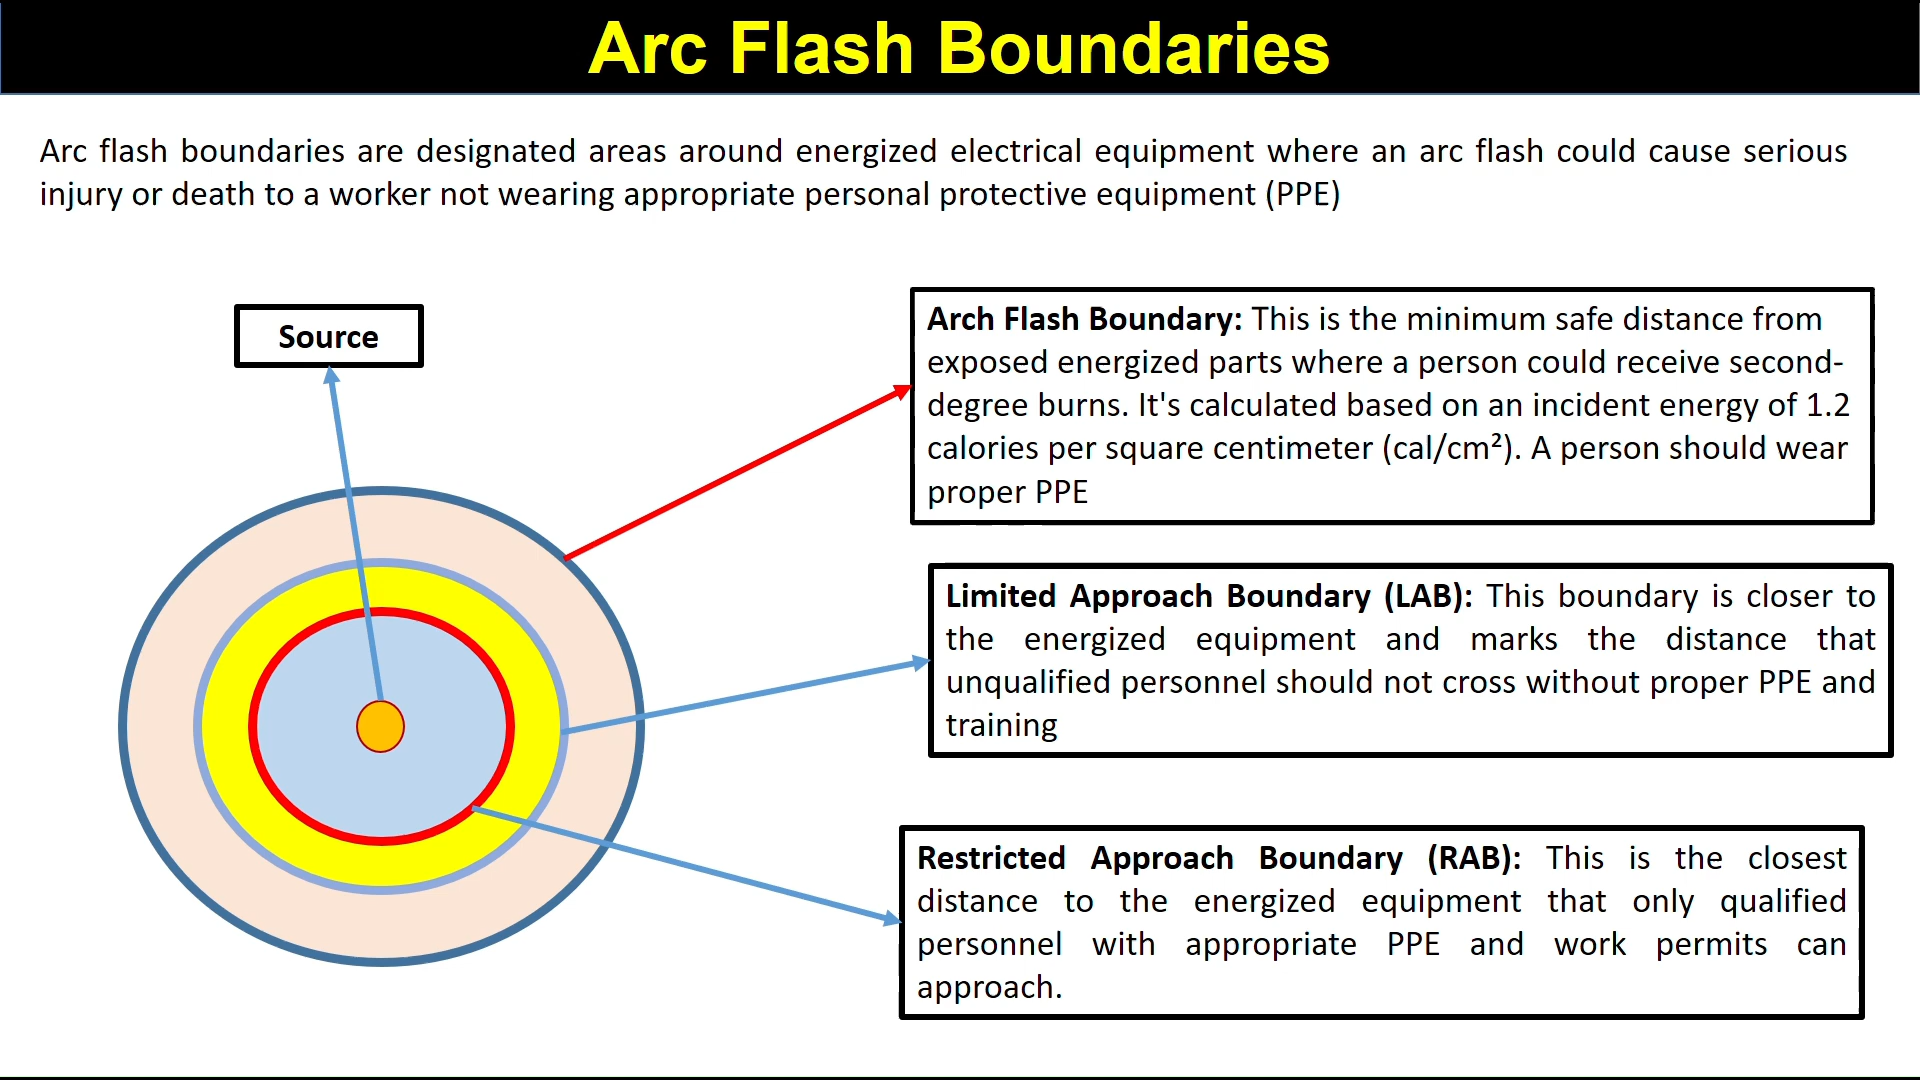 Arc Flash Boundaries
Arc flash boundaries are designated areas around energized electrical equipment where an arc flash could cause serious
injury or death to a worker not wearing appropriate personal protective equipment (PPE)
Source
Arch Flash Boundary: This is the minimum safe distance from
exposed energized parts where a person could receive second-
degree burns. It's calculated based on an incident energy of 1.2
calories per square centimeter (cal/cm²). A person should wear
proper PPE
Limited Approach Boundary (LAB): This boundary is closer to
the energized equipment and marks the distance that
unqualified personnel should not cross without proper PPE and
training
Restricted Approach Boundary (RAB): This is the closest
distance to the energized equipment that only qualified
personnel with appropriate PPE and work permits can
approach.